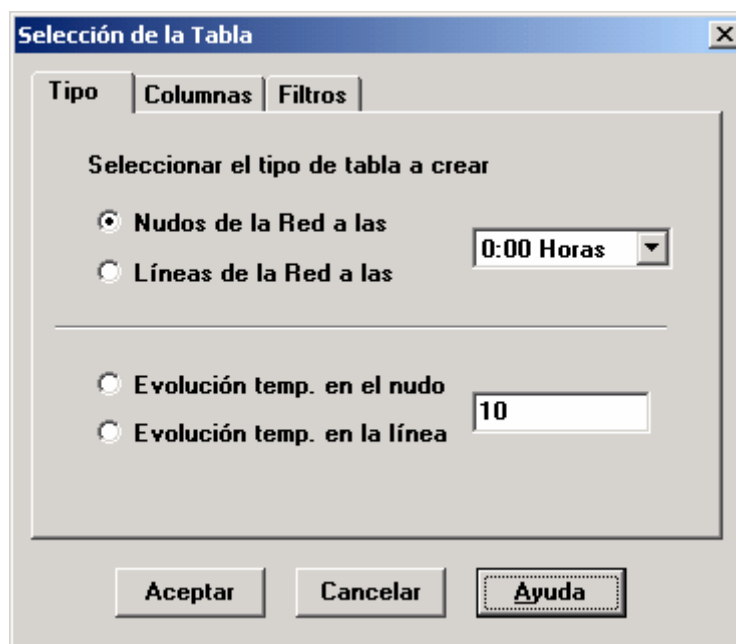 Selección de la Tabla
Tipo Columnas Filtros
Seleccionar el tipo de tabla a crear
Nudos de la Red a las
0:00 Horas
Líneas de la Red a las
Evolución temp. en el nudo
10
Evolución temp. en la línea
Aceptar Cancelar Ayuda